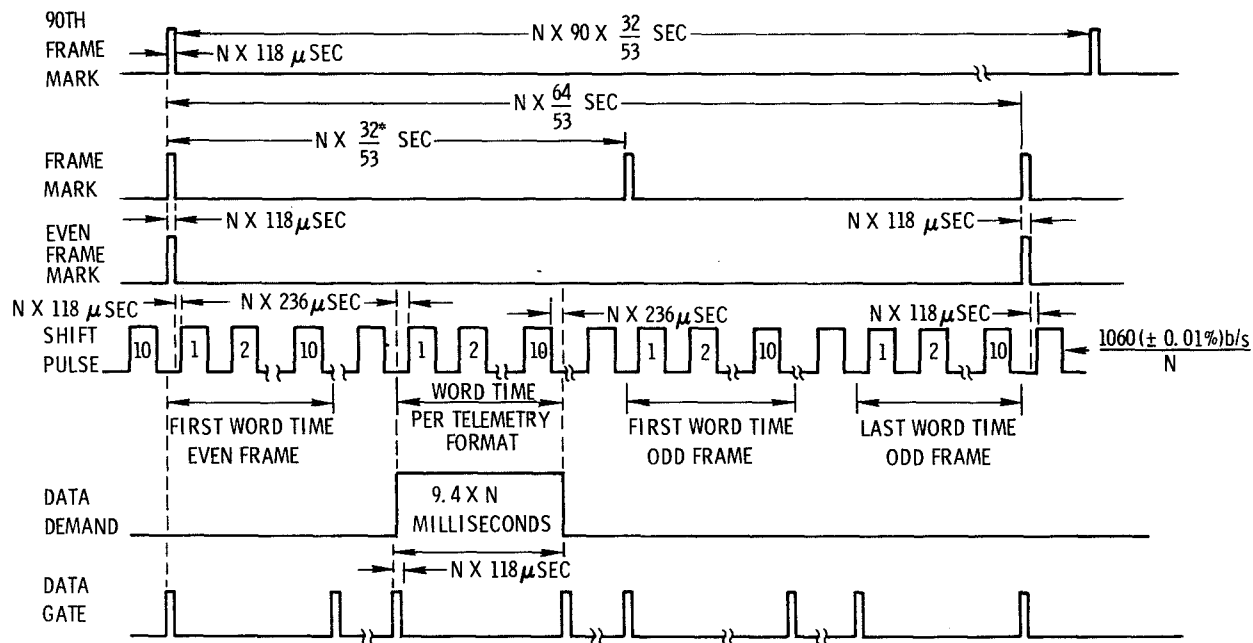 90TH
FRAME
MARK
N X 118 μSEC
N X 90 X 32/53 SEC
N X 64/53 SEC
N X 32*/53 SEC
FRAME
MARK
N X 118 μSEC
N X 118 μSEC
EVEN
FRAME
MARK
N X 118 μSEC
N X 236 μSEC
N X 236 μSEC
N X 118 μSEC
SHIFT
PULSE
10 1 2 10 1 2 10 1 2 10 1 2 10
1060 (± 0.01%) b/s
N
FIRST WORD TIME
EVEN FRAME
WORD TIME
PER TELEMETRY
FORMAT
FIRST WORD TIME
ODD FRAME
LAST WORD TIME
ODD FRAME
DATA
DEMAND
9.4 X N
MILLISECONDS
N X 118 μSEC
DATA
GATE